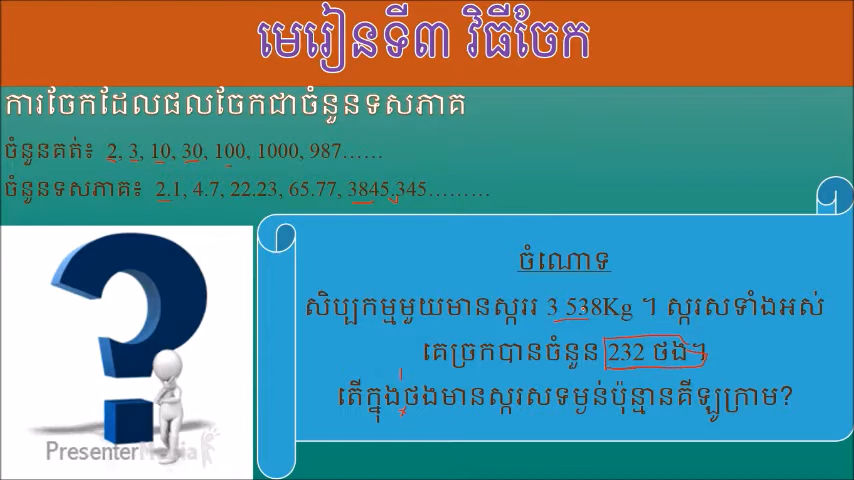 មេរៀនទី៣ វិធីចែក
ការចែកដែលផលចែកជាចំនួនទសភាគ
ចំនួនគត់៖ 2, 3, 10, 30, 100, 1000, 987......
ចំនួនទសភាគ៖ 2.1, 4.7, 22.23, 65.77, 3845,345.........
ចំណោទ
សិប្បកម្មមួយមានស្ករ 3 538Kg ។ ស្ករសទាំងអស់
គេច្រកបានចំនួន 232 ថង់។
តើក្នុង1ថង់មានស្ករសទម្ងន់ប៉ុន្មានគីឡូក្រាម?
PresenterMedia